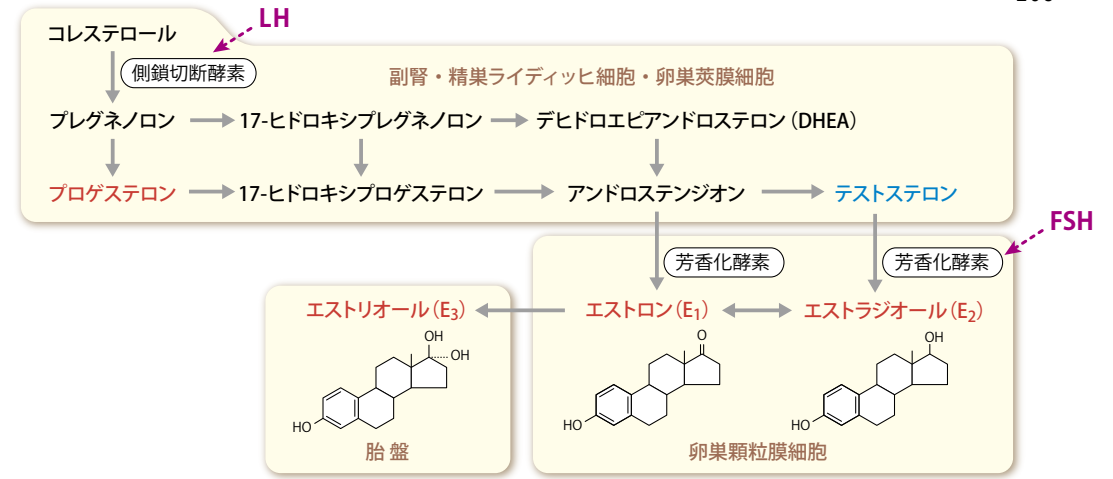 LH
コレステロール
側鎖切断酵素
副腎・精巣ライディッヒ細胞・卵巣莢膜細胞
プレグネノロン
17-ヒドロキシプレグネノロン
デヒドロエピアンドロステロン（DHEA）
プロゲステロン
17-ヒドロキシプロゲステロン
アンドロステンジオン
テストステロン
FSH
芳香化酵素
芳香化酵素
エストリオール（E3）
エストロン（E1）
エストラジオール（E2）
OH
OH
HO
O
HO
OH
HO
胎盤
卵巣顆粒膜細胞